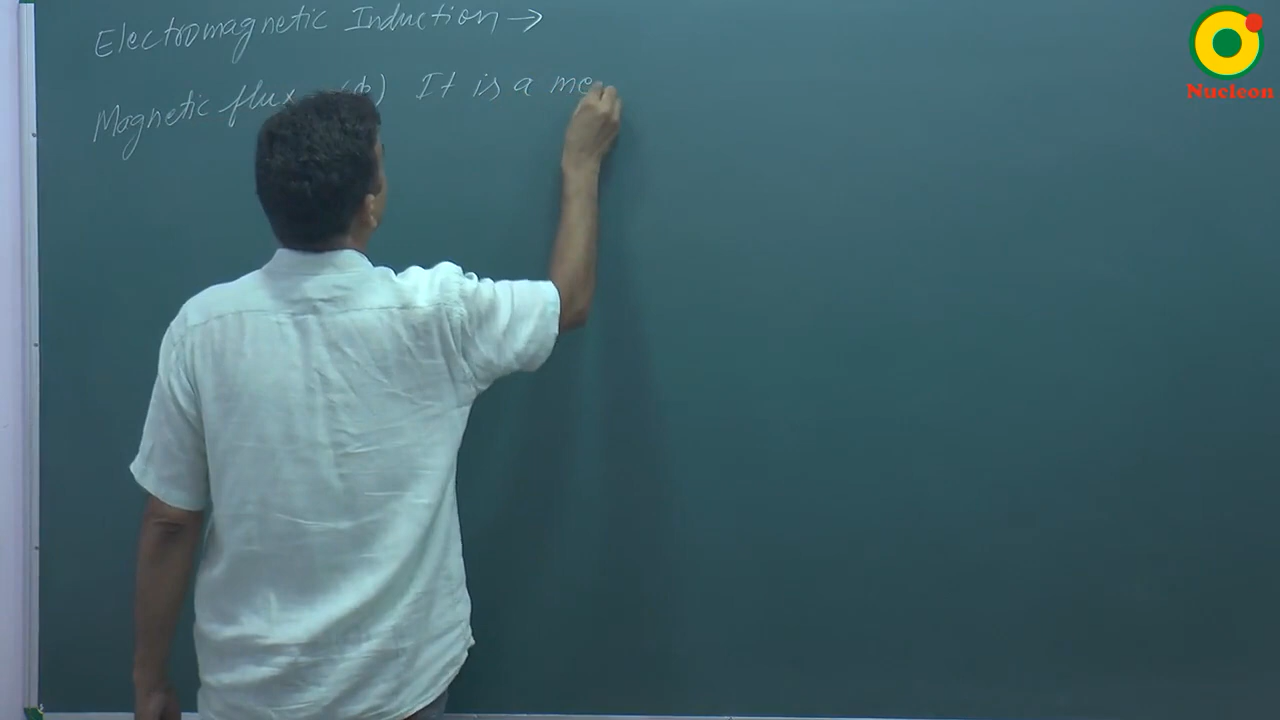 Electromagnetic Induction →
Magnetic flux (φ) It is a me
Nucleon